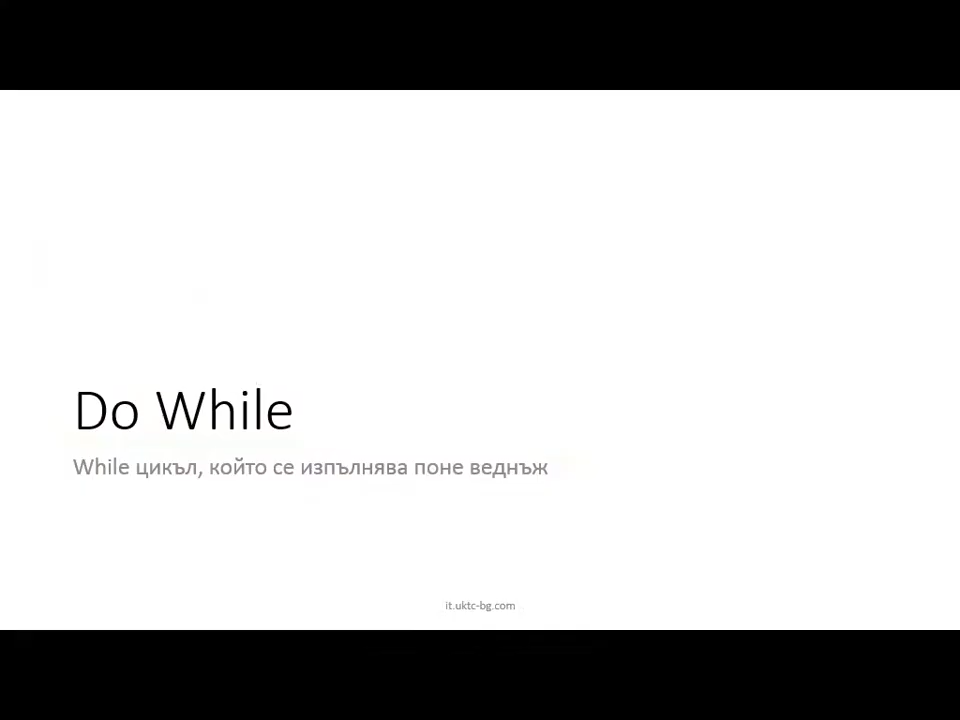 Do While
While цикъл, който се изпълнява поне веднъж
it.uktc-bg.com